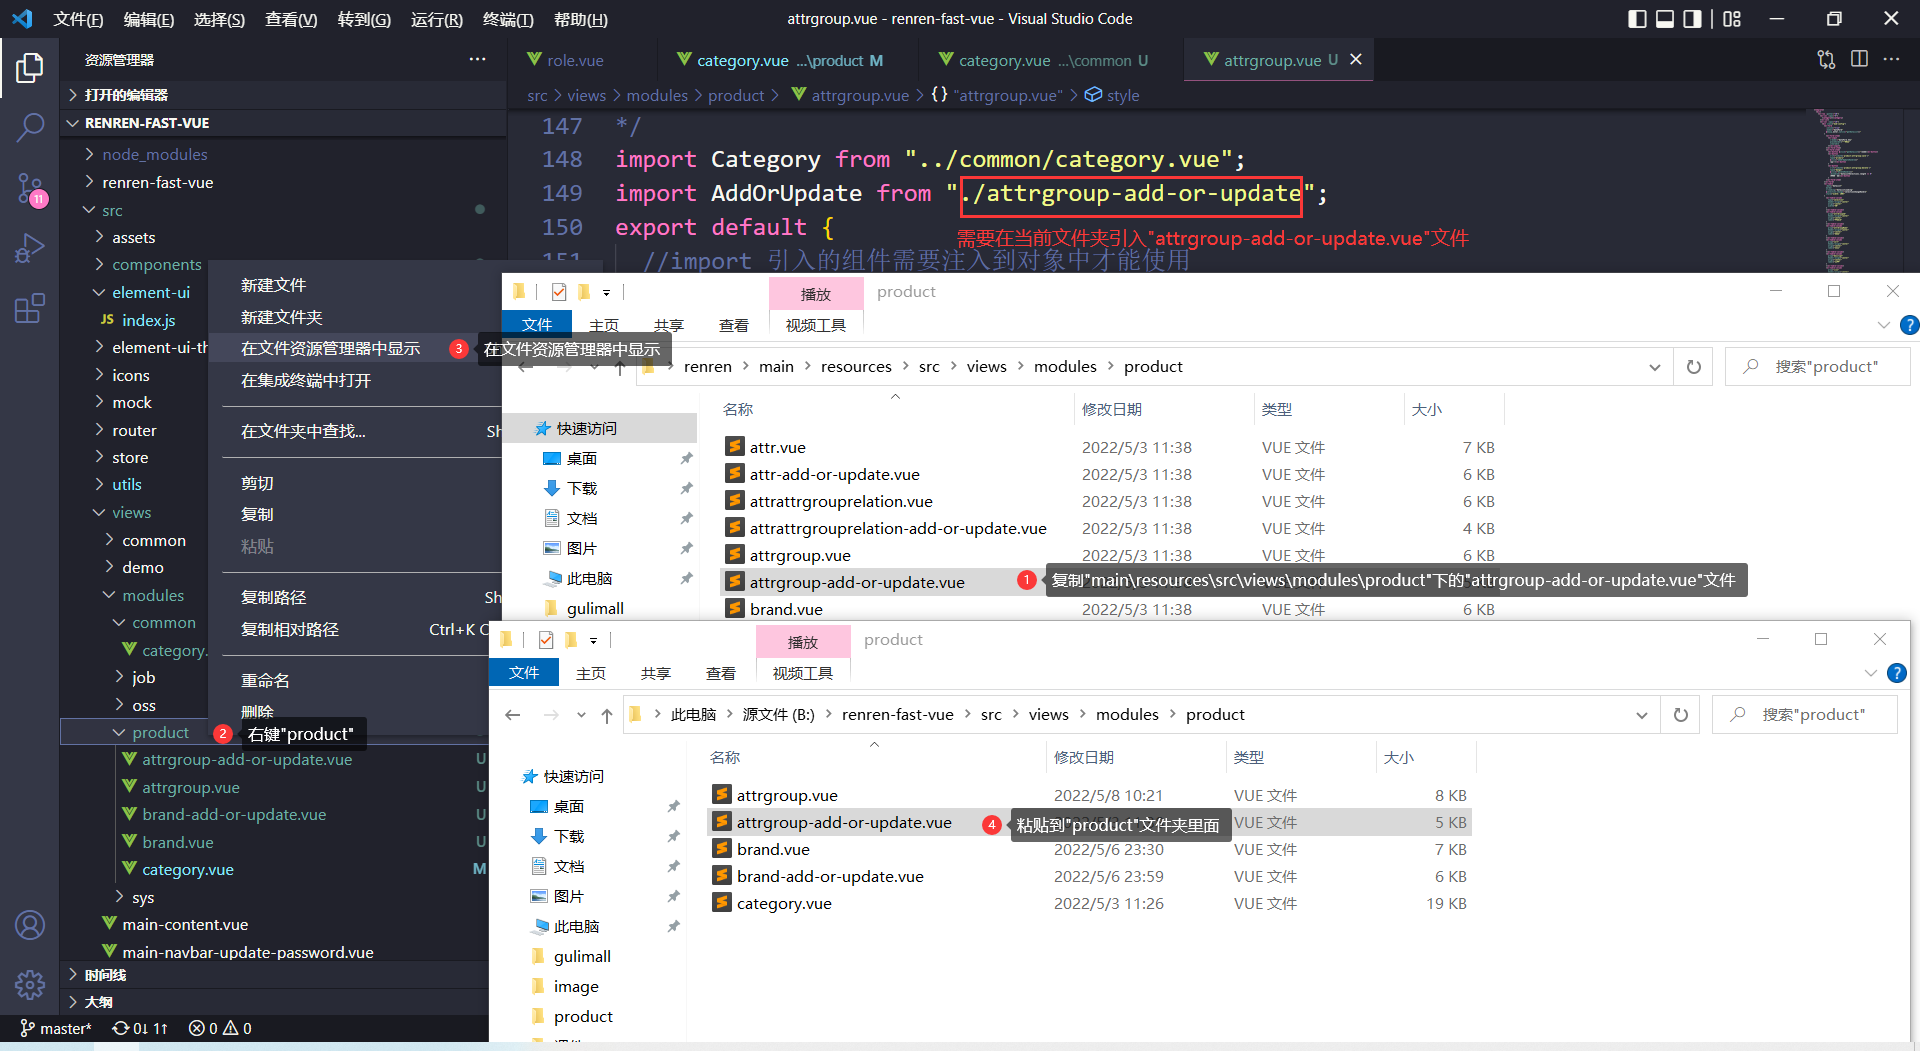 文件(F) 编辑(E) 选择(S) 查看(V) 转到(G) 运行(R) 终端(T) 帮助(H)
attrgroup.vue - renren-fast-vue - Visual Studio Code
资源管理器
打开的编辑器
RENREN-FAST-VUE
node_modules
renren-fast-vue
src
assets
components
element-ui
JS index.js
element-ui-th
icons
mock
router
store
utils
views
common
demo
modules
common
category.
job
oss
product
attrgroup-add-or-update.vue U
attrgroup.vue U
brand-add-or-update.vue U
brand.vue U
category.vue M
sys
main-content.vue
main-navbar-update-password.vue
时间线
大纲
11
master* 0↓ 1↑ 0 0
role.vue
category.vue ...\product M
category.vue ...\common U
attrgroup.vue U
src > views > modules > product > attrgroup.vue > {} "attrgroup.vue" > style
147 */
148 import Category from "../common/category.vue";
149 import AddOrUpdate from "./attrgroup-add-or-update";
150 export default {
需要在当前文件夹引入"attrgroup-add-or-update.vue"文件
151 //import 引入的组件需要注入到对象中才能使用
新建文件
新建文件夹
在文件资源管理器中显示
3 在文件资源管理器中显示
在集成终端中打开
在文件夹中查找... Sh
剪切
复制
粘贴
复制路径 Sh
复制相对路径 Ctrl+K C
重命名
删除
2 右键"product"
播放 product
文件 主页 共享 查看 视频工具
renren > main > resources > src > views > modules > product
搜索"product"
快速访问
桌面
下载
文档
图片
此电脑
gulimall
名称 修改日期 类型 大小
attr.vue 2022/5/3 11:38 VUE 文件 7 KB
attr-add-or-update.vue 2022/5/3 11:38 VUE 文件 6 KB
attrattrgrouprelation.vue 2022/5/3 11:38 VUE 文件 6 KB
attrattrgrouprelation-add-or-update.vue 2022/5/3 11:38 VUE 文件 4 KB
attrgroup.vue 2022/5/3 11:38 VUE 文件 6 KB
attrgroup-add-or-update.vue
1 复制"main\resources\src\views\modules\product"下的"attrgroup-add-or-update.vue"文件
brand.vue 2022/5/3 11:38 VUE 文件 6 KB
播放 product
文件 主页 共享 查看 视频工具
此电脑 > 源文件 (B:) > renren-fast-vue > src > views > modules > product
搜索"product"
快速访问
桌面
下载
文档
图片
此电脑
gulimall
image
product
名称 修改日期 类型 大小
attrgroup.vue 2022/5/8 10:21 VUE 文件 8 KB
attrgroup-add-or-update.vue VUE 文件 5 KB
4 粘贴到"product"文件夹里面
brand.vue 2022/5/6 23:30 VUE 文件 7 KB
brand-add-or-update.vue 2022/5/6 23:59 VUE 文件 6 KB
category.vue 2022/5/3 11:26 VUE 文件 19 KB